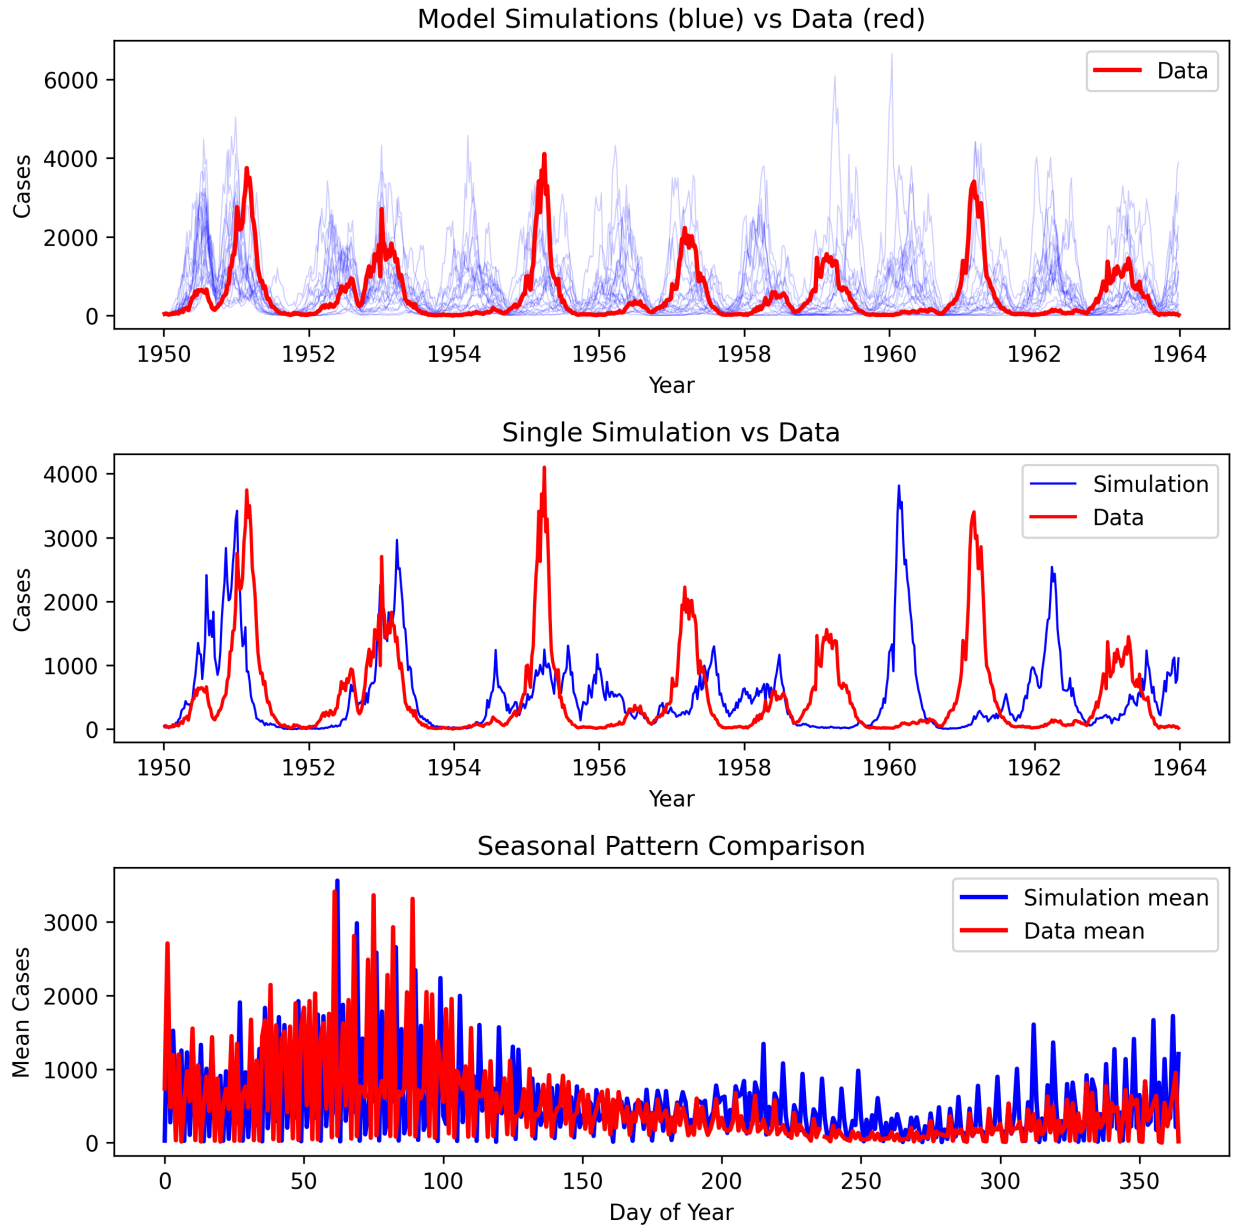 Model Simulations (blue) vs Data (red)
Cases
6000
4000
2000
0
Data
1950 1952 1954 1956 1958 1960 1962 1964
Year
Single Simulation vs Data
Cases
4000
3000
2000
1000
0
Simulation
Data
1950 1952 1954 1956 1958 1960 1962 1964
Year
Seasonal Pattern Comparison
Mean Cases
3000
2000
1000
0
Simulation mean
Data mean
0 50 100 150 200 250 300 350
Day of Year